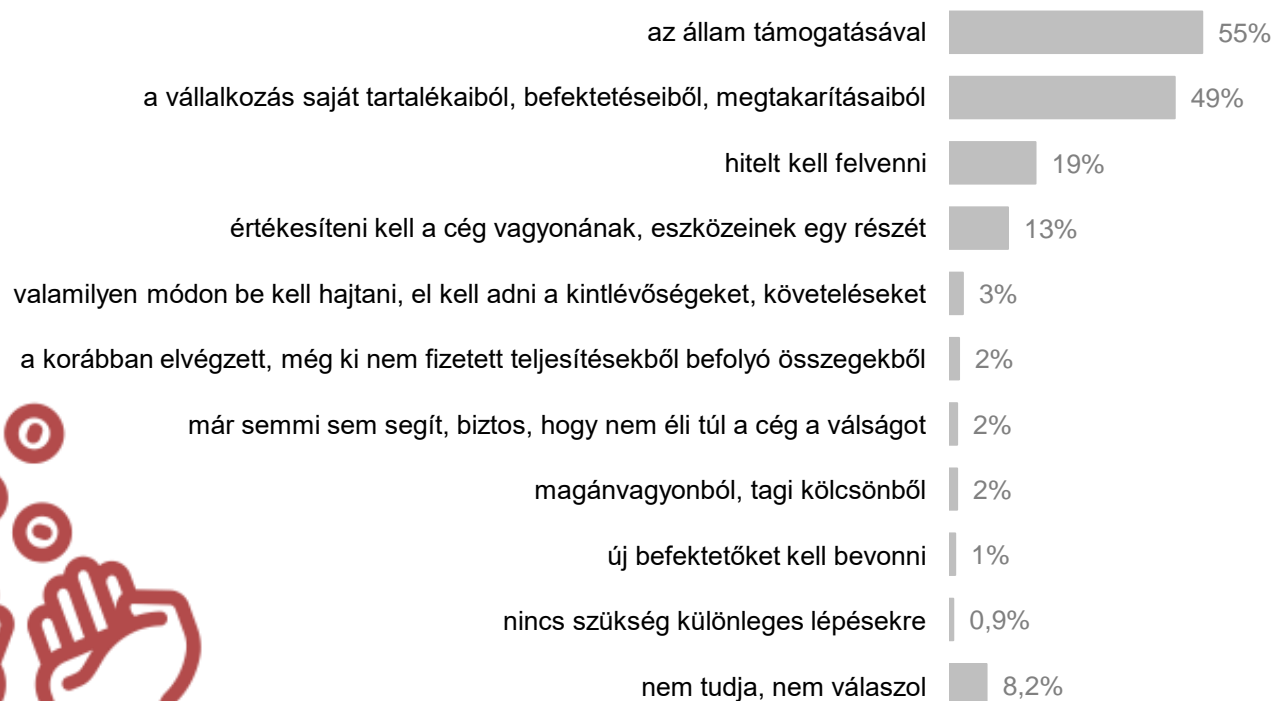 az állam támogatásával 55%
a vállalkozás saját tartalékaiból, befektetéseiből, megtakarításaiból 49%
hitelt kell felvenni 19%
értékesíteni kell a cég vagyonának, eszközeinek egy részét 13%
valamilyen módon be kell hajtani, el kell adni a kintlévőségeket, követeléseket 3%
a korábban elvégzett, még ki nem fizetett teljesítésekből befolyó összegekből 2%
már semmi sem segít, biztos, hogy nem éli túl a cég a válságot 2%
magánvagyonból, tagi kölcsönből 2%
új befektetőket kell bevonni 1%
nincs szükség különleges lépésekre 0,9%
nem tudja, nem válaszol 8,2%